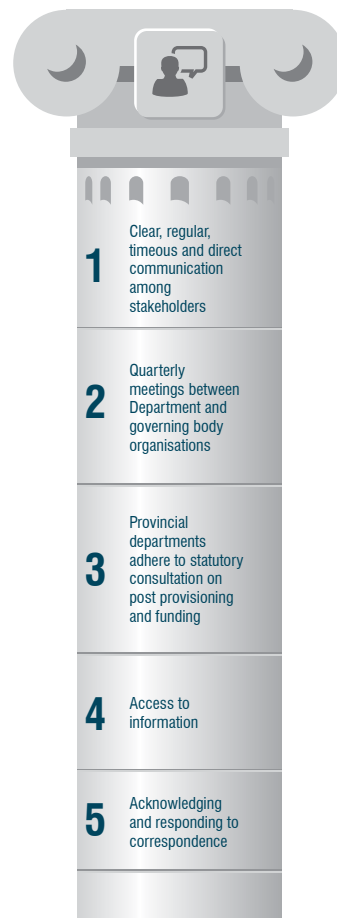 1
Clear, regular,
timeous and direct
communication
among
stakeholders
2
Quarterly
meetings between
Department and
governing body
organisations
3
Provincial
departments
adhere to statutory
consultation on
post provisioning
and funding
4
Access to
information
5
Acknowledging
and responding to
correspondence